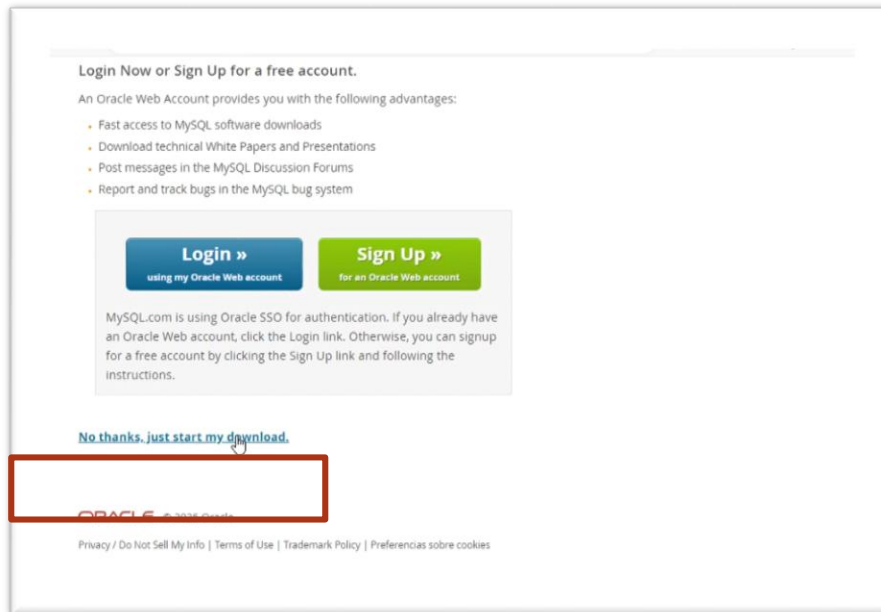 Login Now or Sign Up for a free account.
An Oracle Web Account provides you with the following advantages:
Fast access to MySQL software downloads
Download technical White Papers and Presentations
Post messages in the MySQL Discussion Forums
Report and track bugs in the MySQL bug system
Login »
using my Oracle Web account
Sign Up »
for an Oracle Web account
MySQL.com is using Oracle SSO for authentication. If you already have
an Oracle Web account, click the Login link. Otherwise, you can signup
for a free account by clicking the Sign Up link and following the
instructions.
No thanks, just start my download.
ORACLE © Oracle
Privacy / Do Not Sell My Info | Terms of Use | Trademark Policy | Preferencias sobre cookies